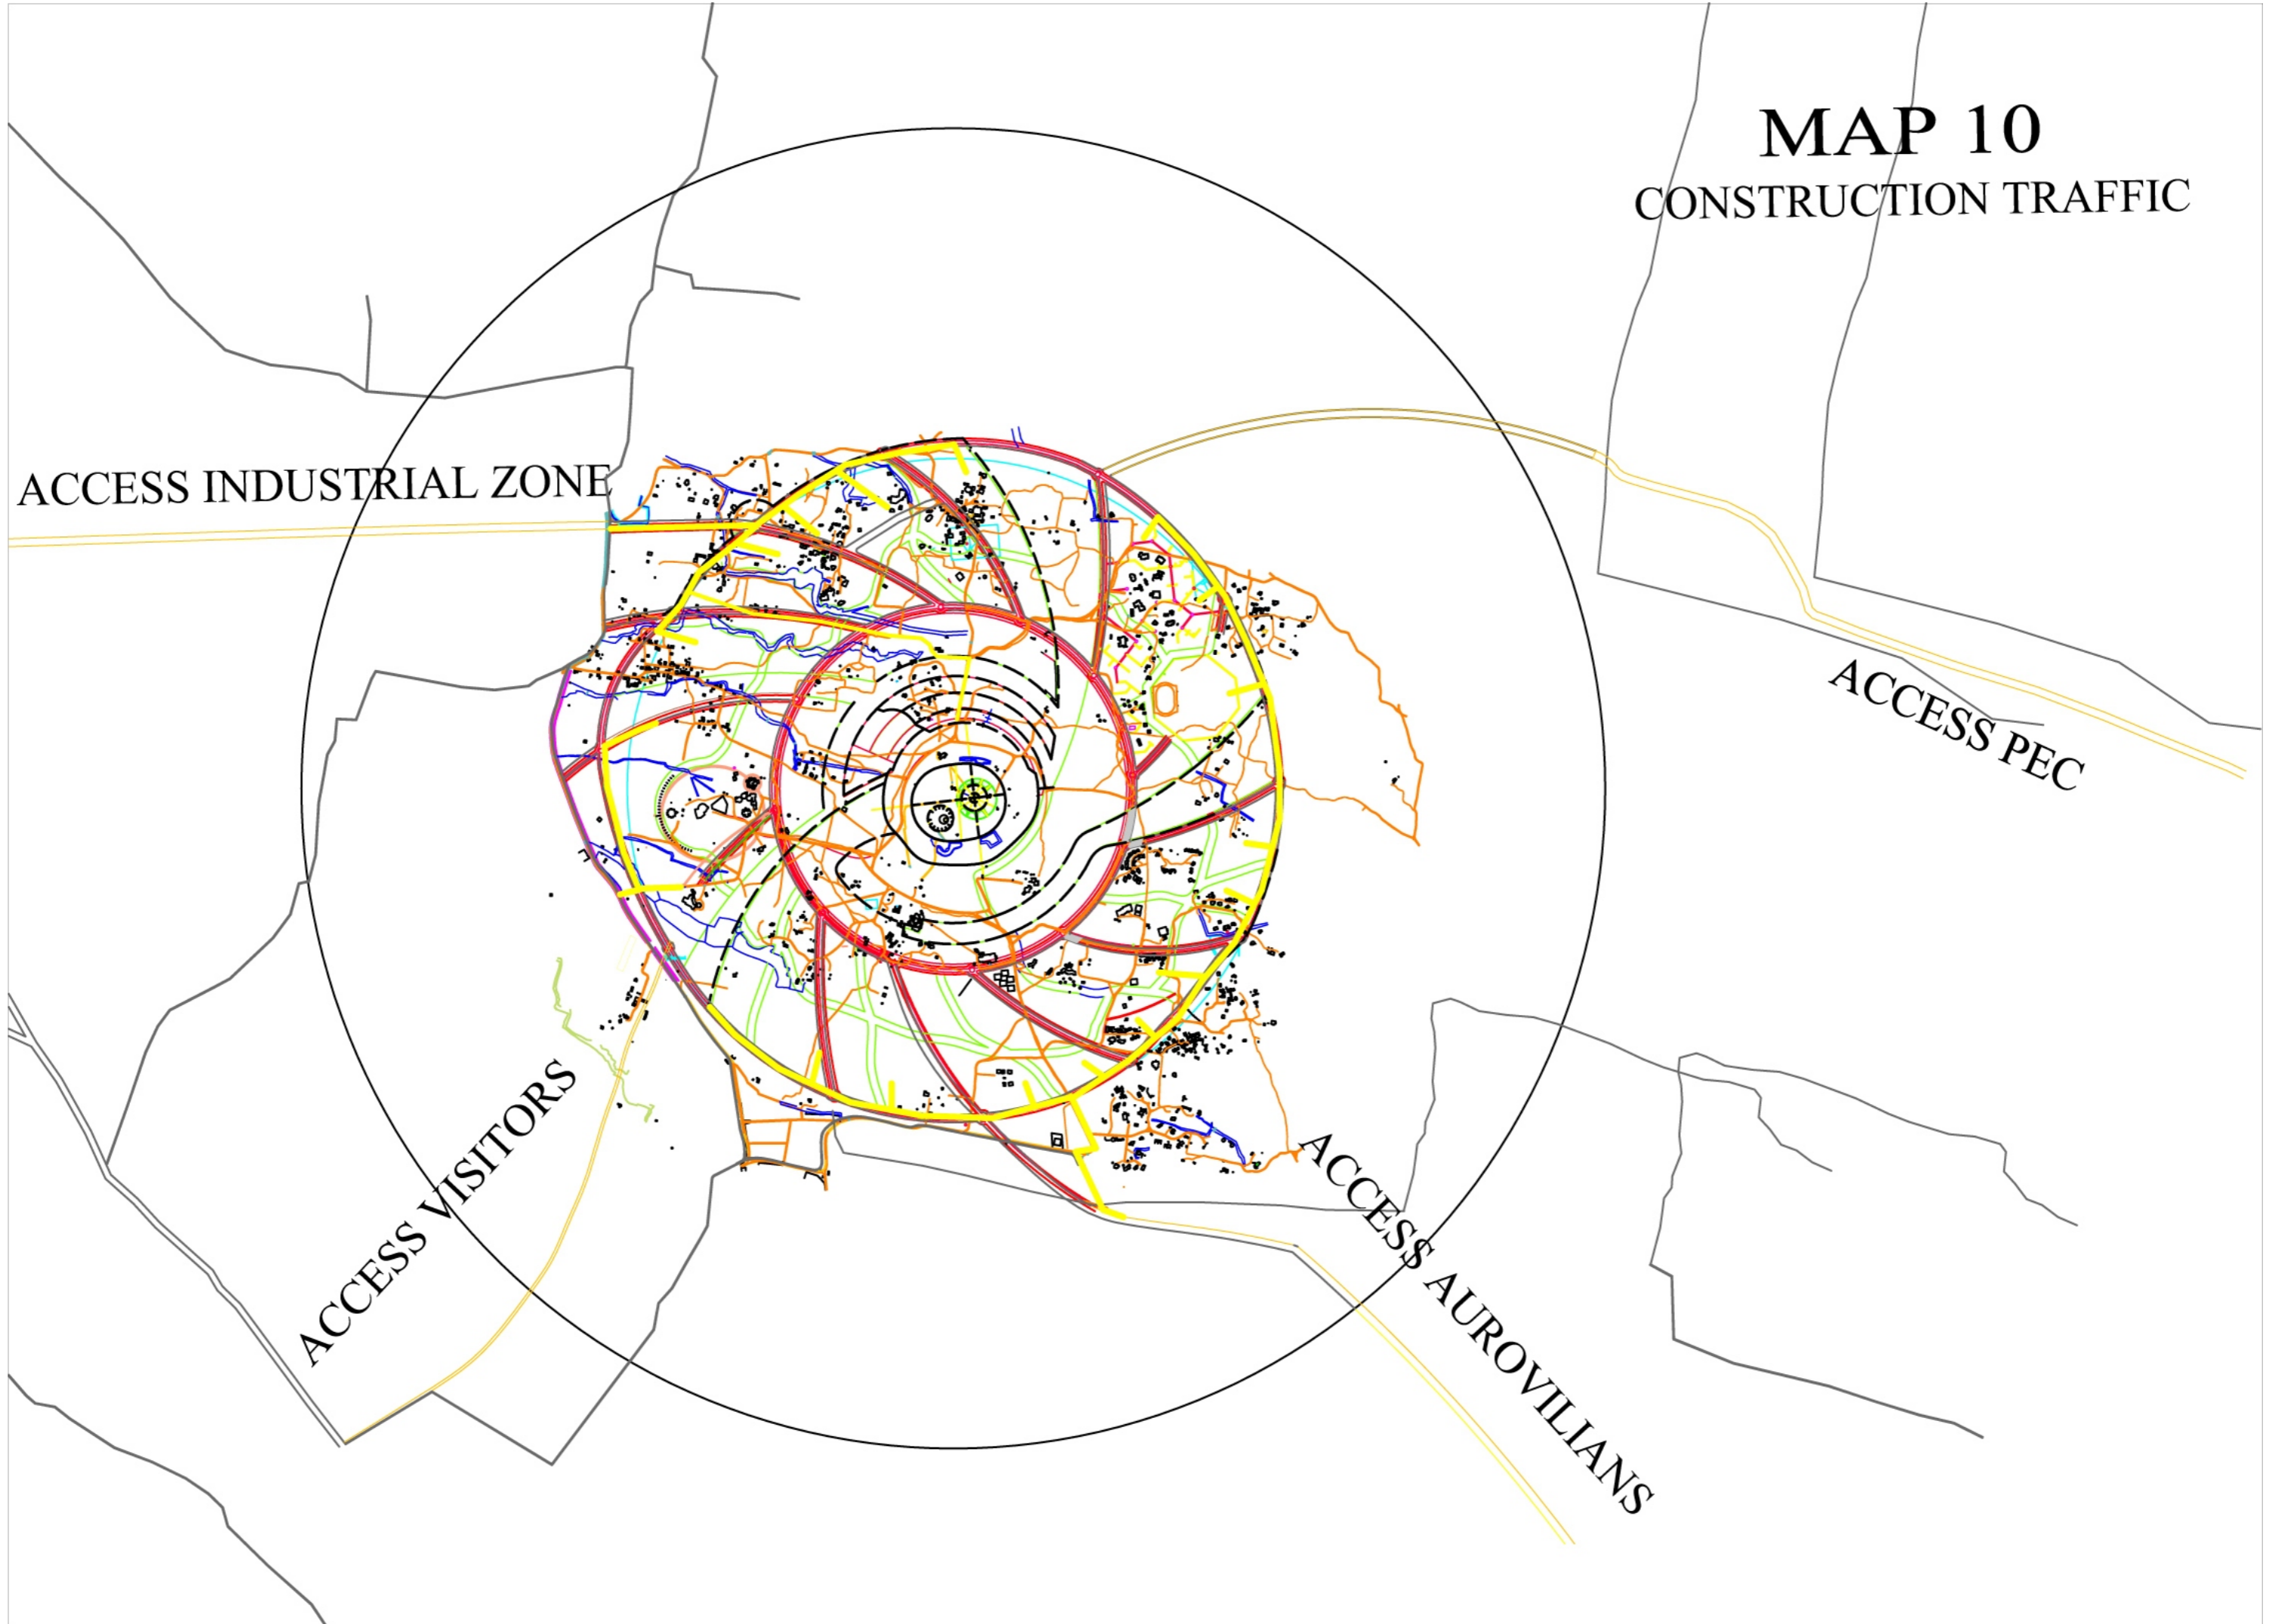 MAP 10
CONSTRUCTION TRAFFIC
ACCESS INDUSTRIAL ZONE
ACCESS PEC
ACCESS VISITORS
ACCESS AUROVILIANS